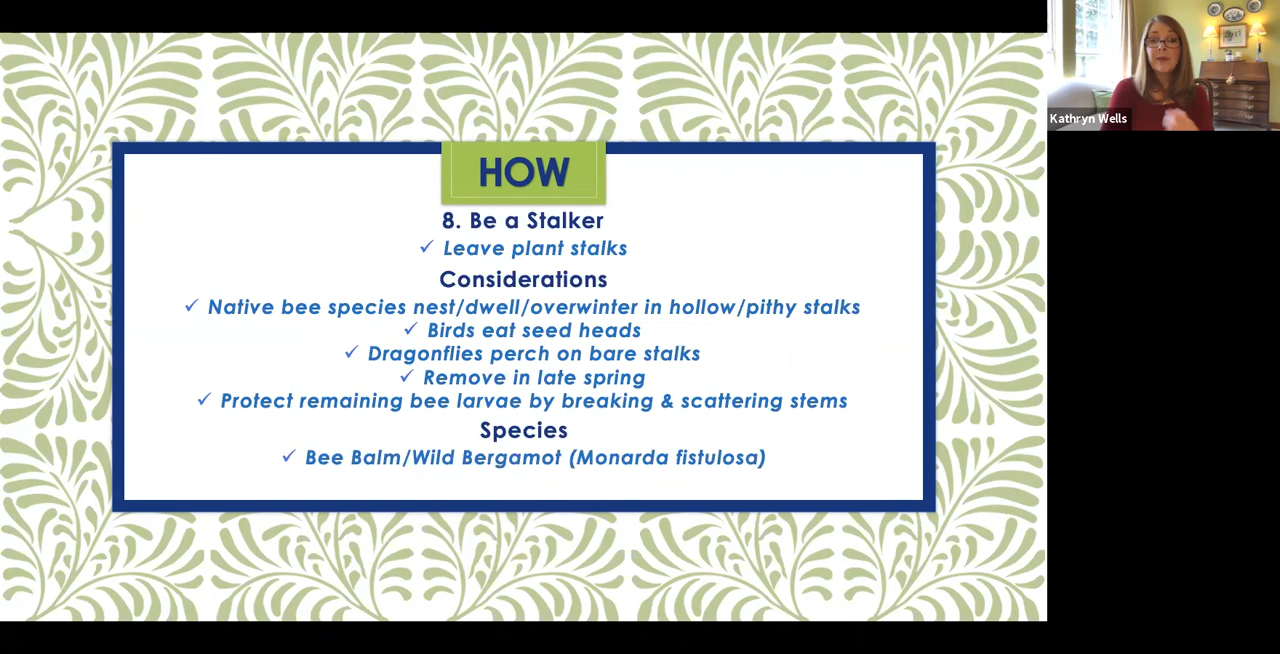 HOW
8. Be a Stalker
✓ Leave plant stalks
Considerations
✓ Native bee species nest/dwell/overwinter in hollow/pithy stalks
✓ Birds eat seed heads
✓ Dragonflies perch on bare stalks
✓ Remove in late spring
✓ Protect remaining bee larvae by breaking & scattering stems
Species
✓ Bee Balm/Wild Bergamot (Monarda fistulosa)
Kathryn Wells